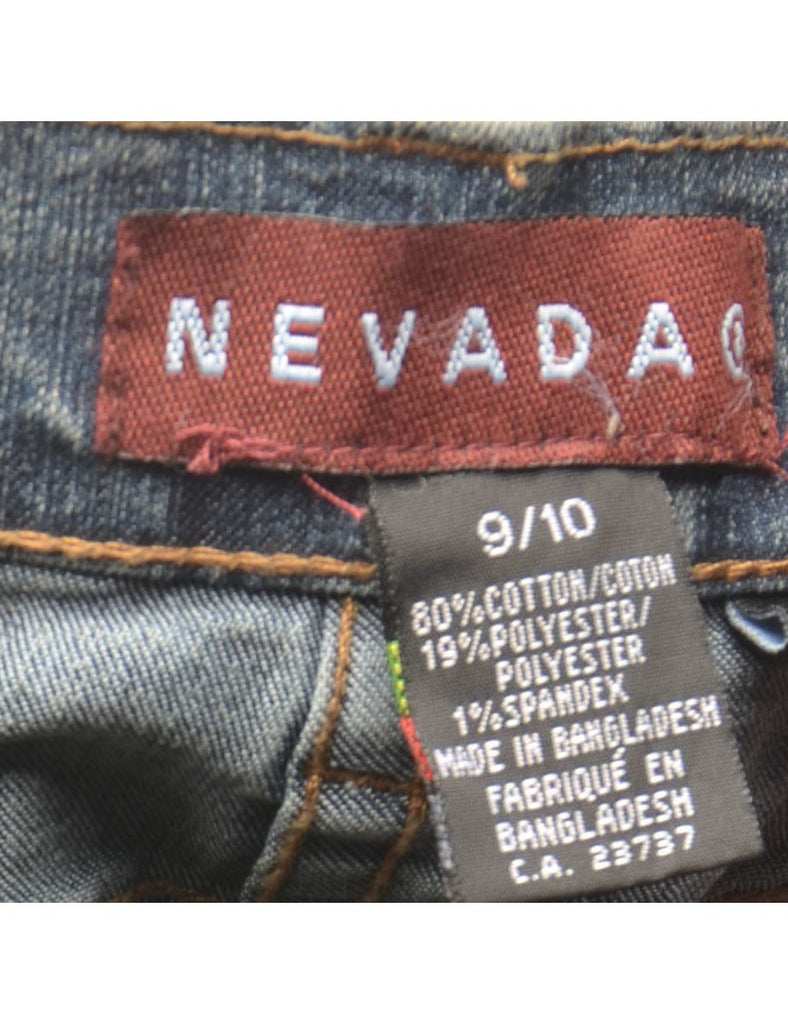 NEVADA®
9/10
80%COTTON/COTON
19%POLYESTER/
POLYESTER
1%SPANDEX
MADE IN BANGLADESH
FABRIQUÉ EN
BANGLADESH
C.A. 23737